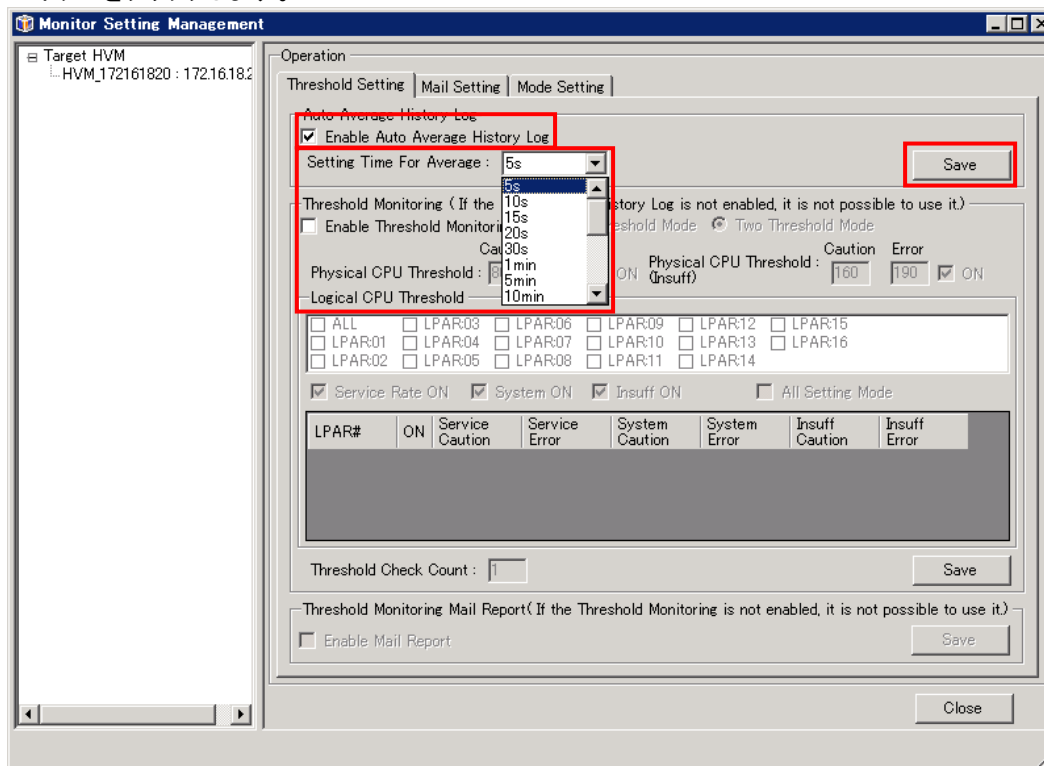 Monitor Setting Management
Target HVM
HVM_172161820 : 172.16.18.2
Operation
Threshold Setting
Mail Setting
Mode Setting
Auto Average History Log
Enable Auto Average History Log
Setting Time For Average : 5s
Save
5s
10s
15s
20s
30s
1min
5min
10min
Threshold Monitoring ( If the
story Log is not enabled, it is not possible to use it.)
Enable Threshold Monitori
eshold Mode
Two Threshold Mode
Physical CPU Threshold :
ON
Physical CPU Threshold :
(Insuff)
Caution Error
160 190 ON
Logical CPU Threshold
ALL LPAR:03 LPAR:06 LPAR:09 LPAR:12 LPAR:15
LPAR:01 LPAR:04 LPAR:07 LPAR:10 LPAR:13 LPAR:16
LPAR:02 LPAR:05 LPAR:08 LPAR:11 LPAR:14
Service Rate ON System ON Insuff ON All Setting Mode
LPAR# ON Service Caution Service Error System Caution System Error Insuff Caution Insuff Error
Threshold Check Count : 1
Save
Threshold Monitoring Mail Report( If the Threshold Monitoring is not enabled, it is not possible to use it.)
Enable Mail Report
Save
Close